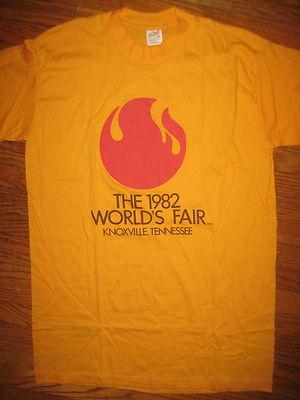 THE 1982
WORLD'S FAIR
KNOXVILLE, TENNESSEE